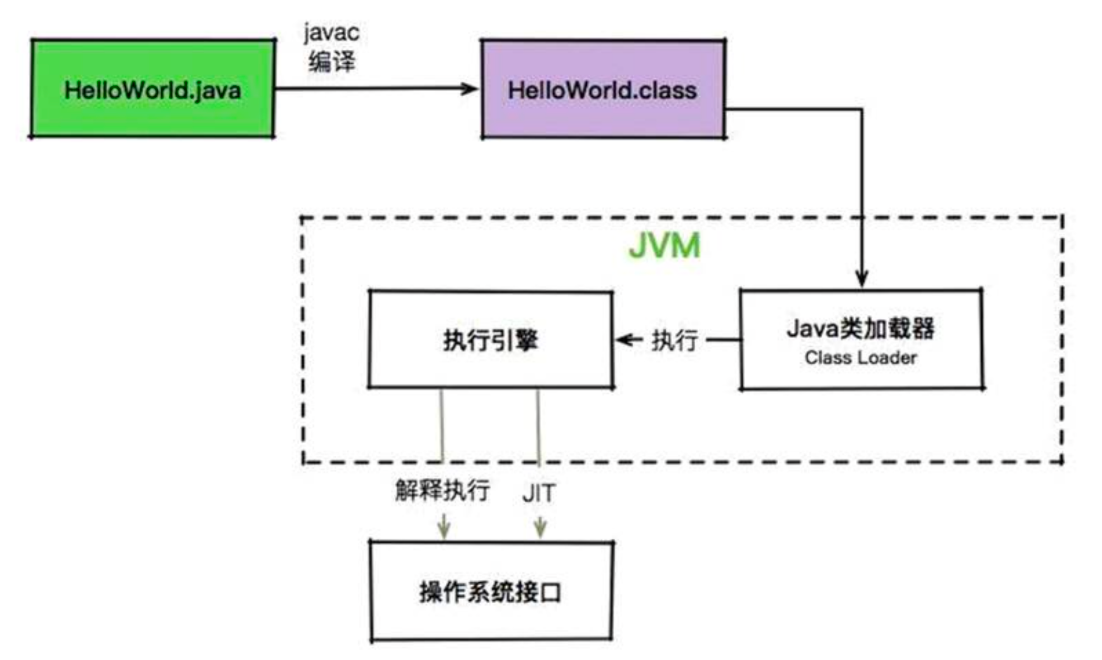 javac
编译
HelloWorld.java
HelloWorld.class
JVM
执行引擎
执行
Java类加载器
Class Loader
解释执行
JIT
操作系统接口